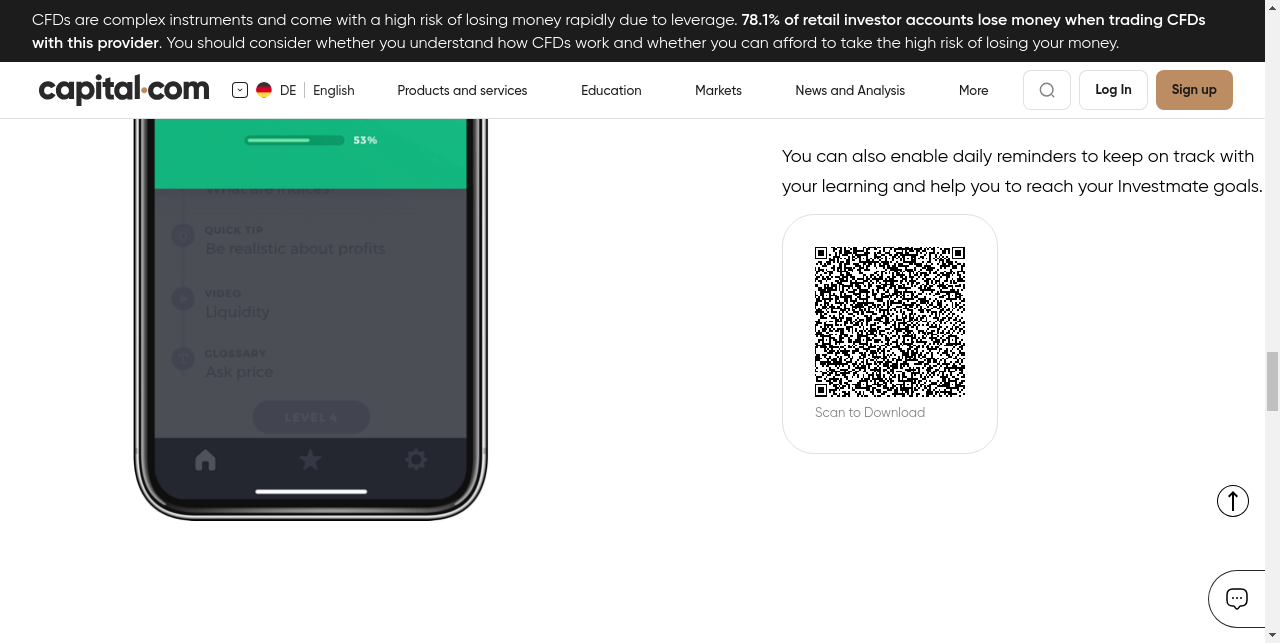 CFDs are complex instruments and come with a high risk of losing money rapidly due to leverage. 78.1% of retail investor accounts lose money when trading CFDs
with this provider. You should consider whether you understand how CFDs work and whether you can afford to take the high risk of losing your money.
capital.com
DE
English
Products and services
Education
Markets
News and Analysis
More
Log In
Sign up
53%
What are indices?
QUICK TIP
Be realistic about profits
VIDEO
Liquidity
GLOSSARY
Ask price
LEVEL 4
You can also enable daily reminders to keep on track with
your learning and help you to reach your Investmate goals.
Scan to Download